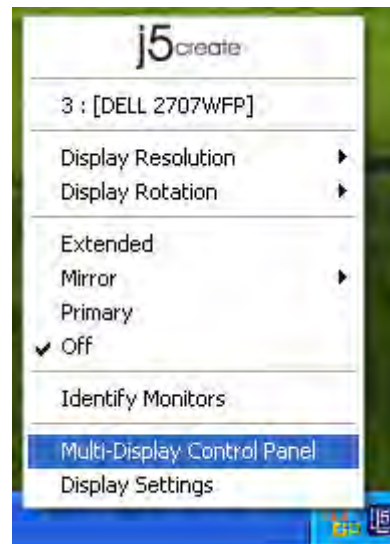 j5create
3 : [DELL 2707WFP]
Display Resolution
Display Rotation
Extended
Mirror
Primary
Off
Identify Monitors
Multi-Display Control Panel
Display Settings
j5